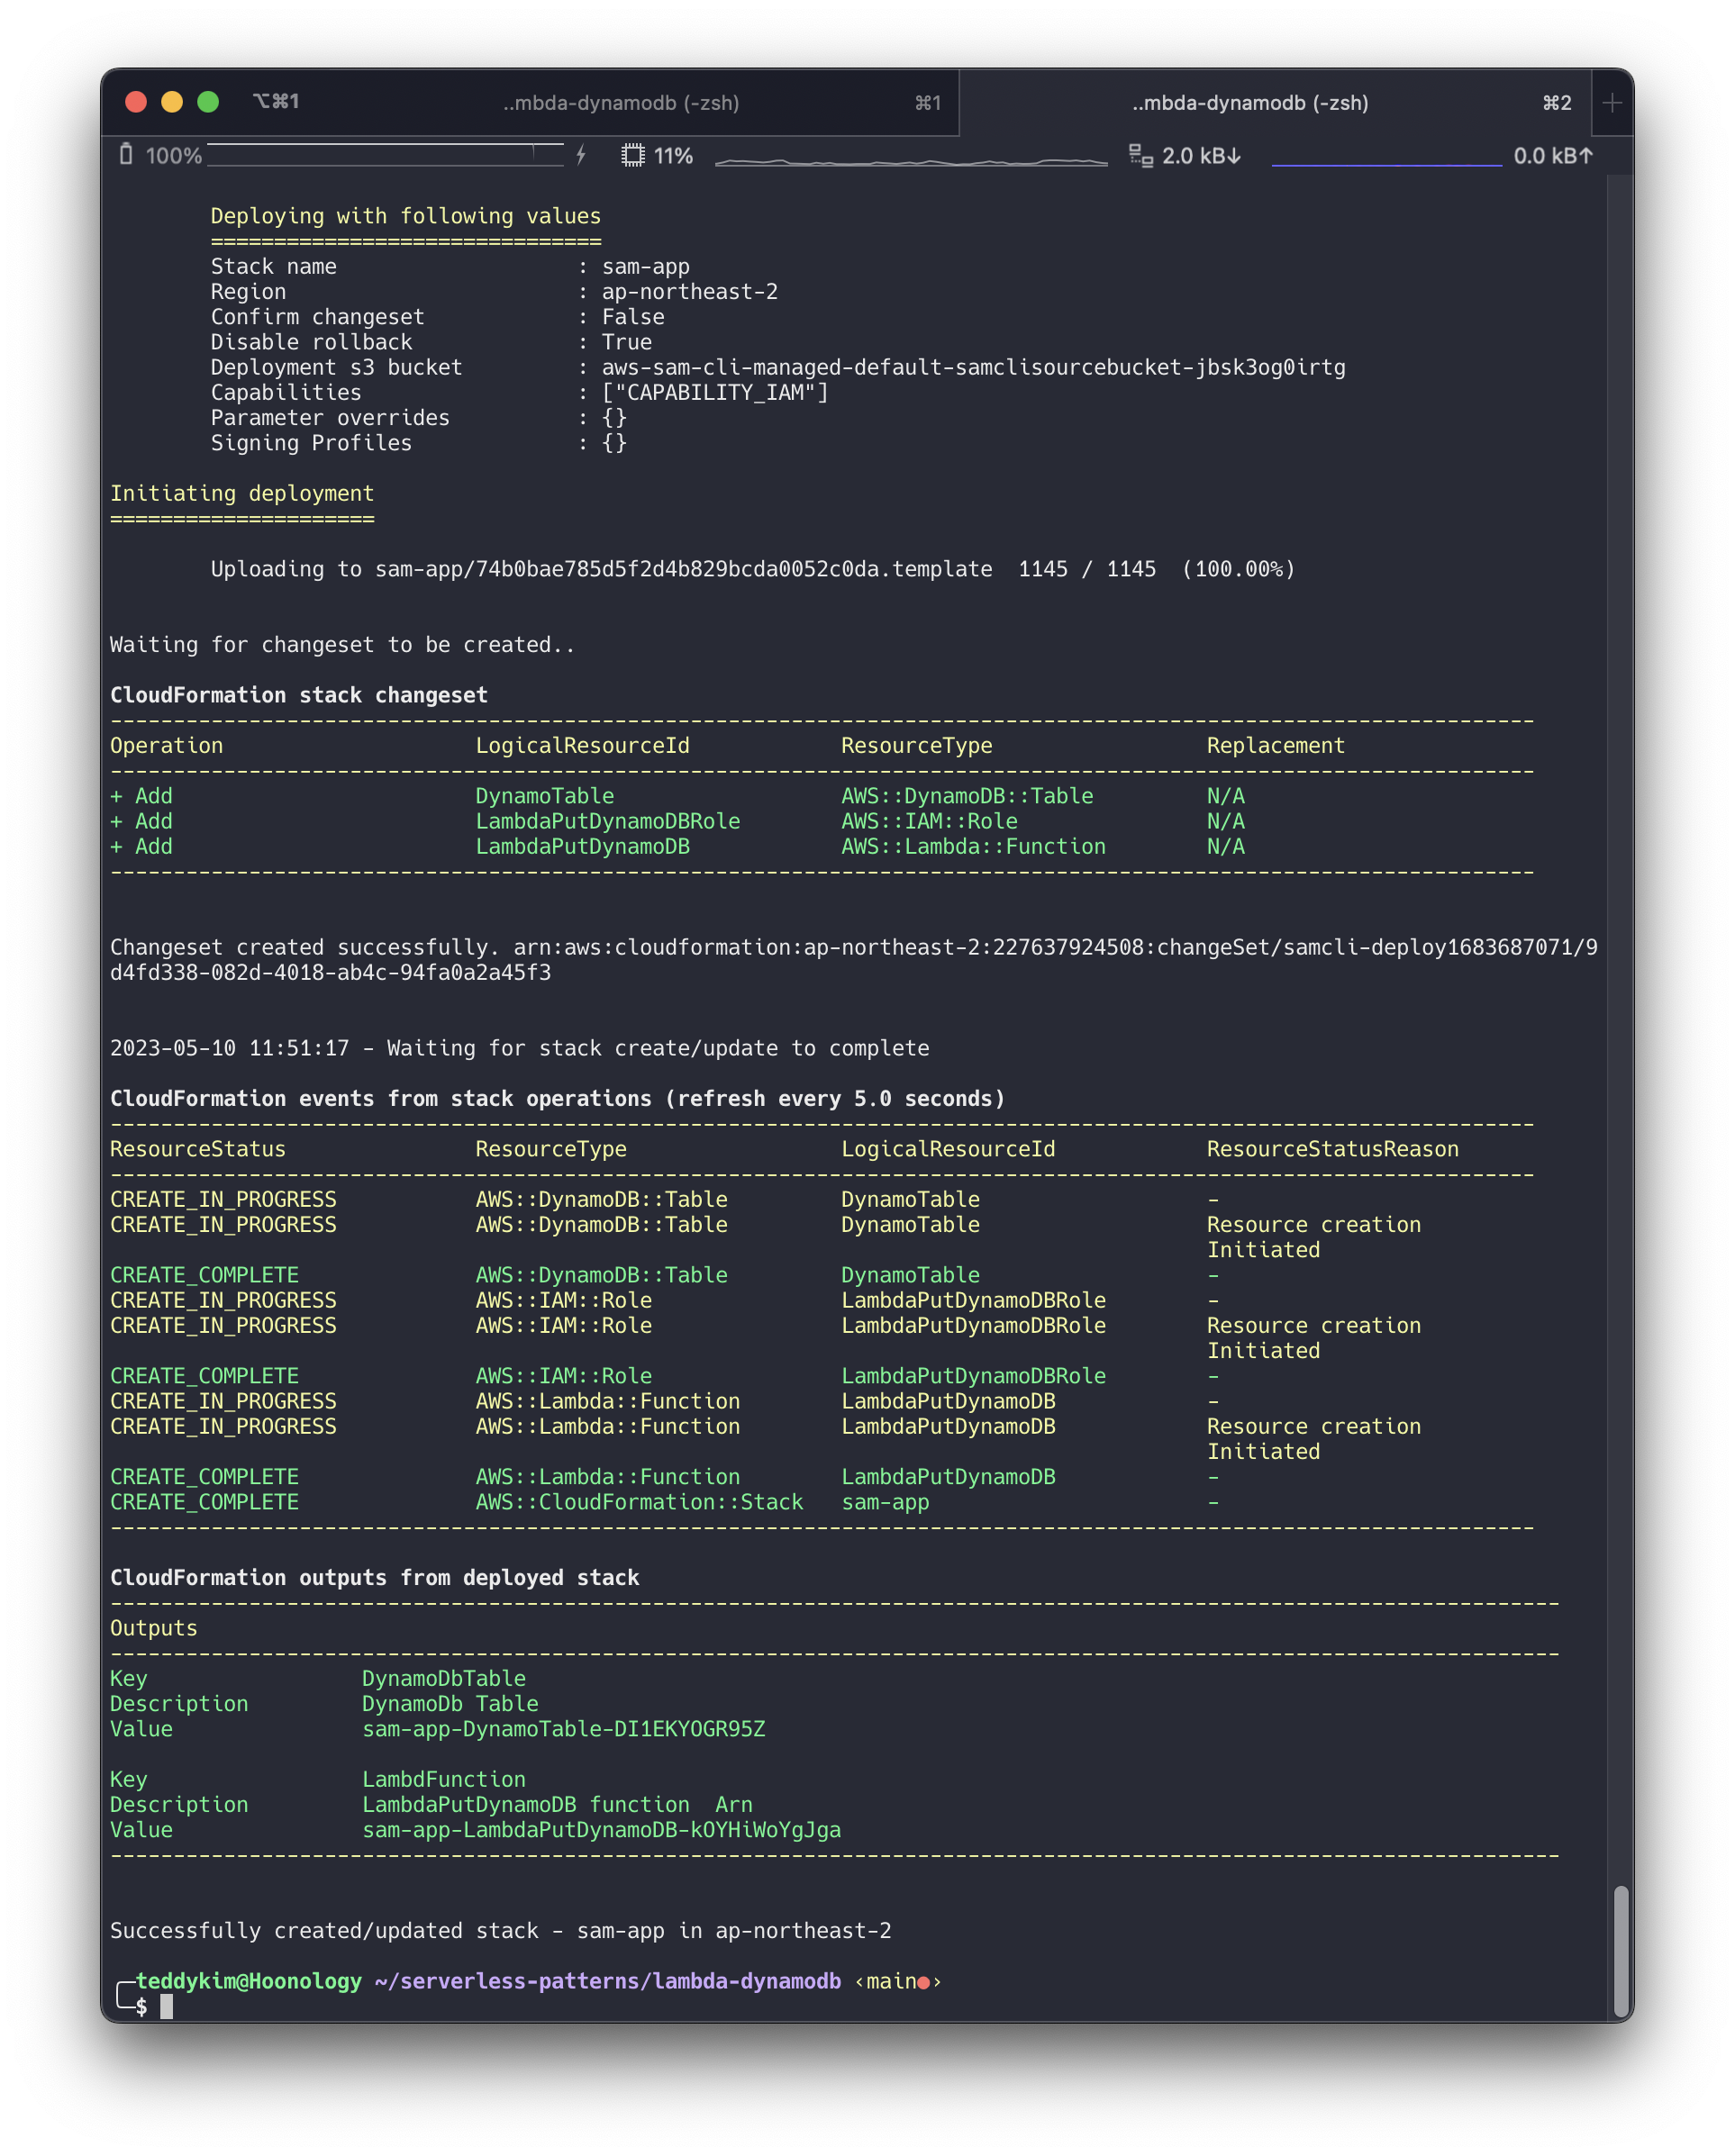 ⌥⌘1 ..mbda-dynamodb (-zsh) ⌘1 ..mbda-dynamodb (-zsh) ⌘2 +
100% 11% 2.0 kB↓ 0.0 kB↑
Deploying with following values
===============================
Stack name : sam-app
Region : ap-northeast-2
Confirm changeset : False
Disable rollback : True
Deployment s3 bucket : aws-sam-cli-managed-default-samclisourcebucket-jbsk3og0irtg
Capabilities : ["CAPABILITY_IAM"]
Parameter overrides : {}
Signing Profiles : {}
Initiating deployment
=====================
Uploading to sam-app/74b0bae785d5f2d4b829bcda0052c0da.template 1145 / 1145 (100.00%)
Waiting for changeset to be created..
CloudFormation stack changeset
-----------------------------------------------------------------------------------------------------------------
Operation LogicalResourceId ResourceType Replacement
-----------------------------------------------------------------------------------------------------------------
+ Add DynamoTable AWS::DynamoDB::Table N/A
+ Add LambdaPutDynamoDBRole AWS::IAM::Role N/A
+ Add LambdaPutDynamoDB AWS::Lambda::Function N/A
-----------------------------------------------------------------------------------------------------------------
Changeset created successfully. arn:aws:cloudformation:ap-northeast-2:227637924508:changeSet/samcli-deploy1683687071/9
d4fd338-082d-4018-ab4c-94fa0a2a45f3
2023-05-10 11:51:17 - Waiting for stack create/update to complete
CloudFormation events from stack operations (refresh every 5.0 seconds)
-----------------------------------------------------------------------------------------------------------------
ResourceStatus ResourceType LogicalResourceId ResourceStatusReason
-----------------------------------------------------------------------------------------------------------------
CREATE_IN_PROGRESS AWS::DynamoDB::Table DynamoTable -
CREATE_IN_PROGRESS AWS::DynamoDB::Table DynamoTable Resource creation
Initiated
CREATE_COMPLETE AWS::DynamoDB::Table DynamoTable -
CREATE_IN_PROGRESS AWS::IAM::Role LambdaPutDynamoDBRole -
CREATE_IN_PROGRESS AWS::IAM::Role LambdaPutDynamoDBRole Resource creation
Initiated
CREATE_COMPLETE AWS::IAM::Role LambdaPutDynamoDBRole -
CREATE_IN_PROGRESS AWS::Lambda::Function LambdaPutDynamoDB -
CREATE_IN_PROGRESS AWS::Lambda::Function LambdaPutDynamoDB Resource creation
Initiated
CREATE_COMPLETE AWS::Lambda::Function LambdaPutDynamoDB -
CREATE_COMPLETE AWS::CloudFormation::Stack sam-app -
-----------------------------------------------------------------------------------------------------------------
CloudFormation outputs from deployed stack
-------------------------------------------------------------------------------------------------------------------
Outputs
-------------------------------------------------------------------------------------------------------------------
Key DynamoDbTable
Description DynamoDb Table
Value sam-app-DynamoTable-DI1EKYOGR95Z
Key LambdFunction
Description LambdaPutDynamoDB function Arn
Value sam-app-LambdaPutDynamoDB-kOYHiWoYgJga
-------------------------------------------------------------------------------------------------------------------
Successfully created/updated stack - sam-app in ap-northeast-2
teddykim@Hoonology ~/serverless-patterns/lambda-dynamodb ‹main●›
$